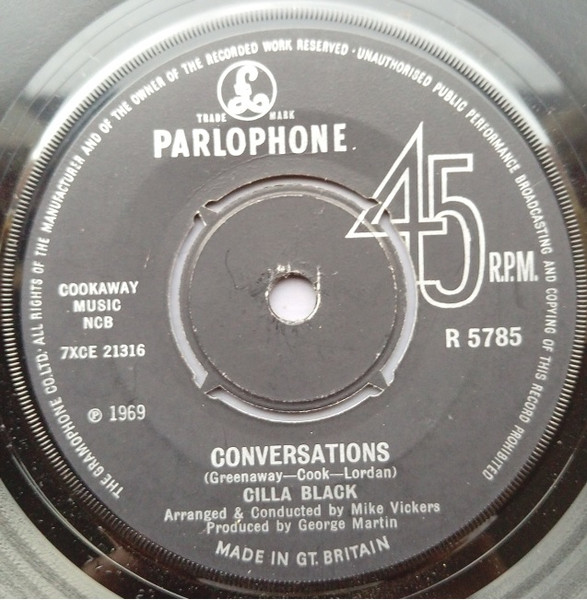 THE GRAMOPHONE CO.LTD· ALL RIGHTS OF THE MANUFACTURER AND OF THE OWNER OF THE RECORDED WORK RESERVED · UNAUTHORISED PUBLIC PERFORMANCE BROADCASTING AND COPYING OF THIS RECORD PROHIBITED
£
TRADE MARK
PARLOPHONE
45
R.P.M.
COOKAWAY
MUSIC
NCB
7XCE 21316
R 5785
℗ 1969
CONVERSATIONS
(Greenaway—Cook—Lordan)
CILLA BLACK
Arranged & Conducted by Mike Vickers
Produced by George Martin
MADE IN GT. BRITAIN